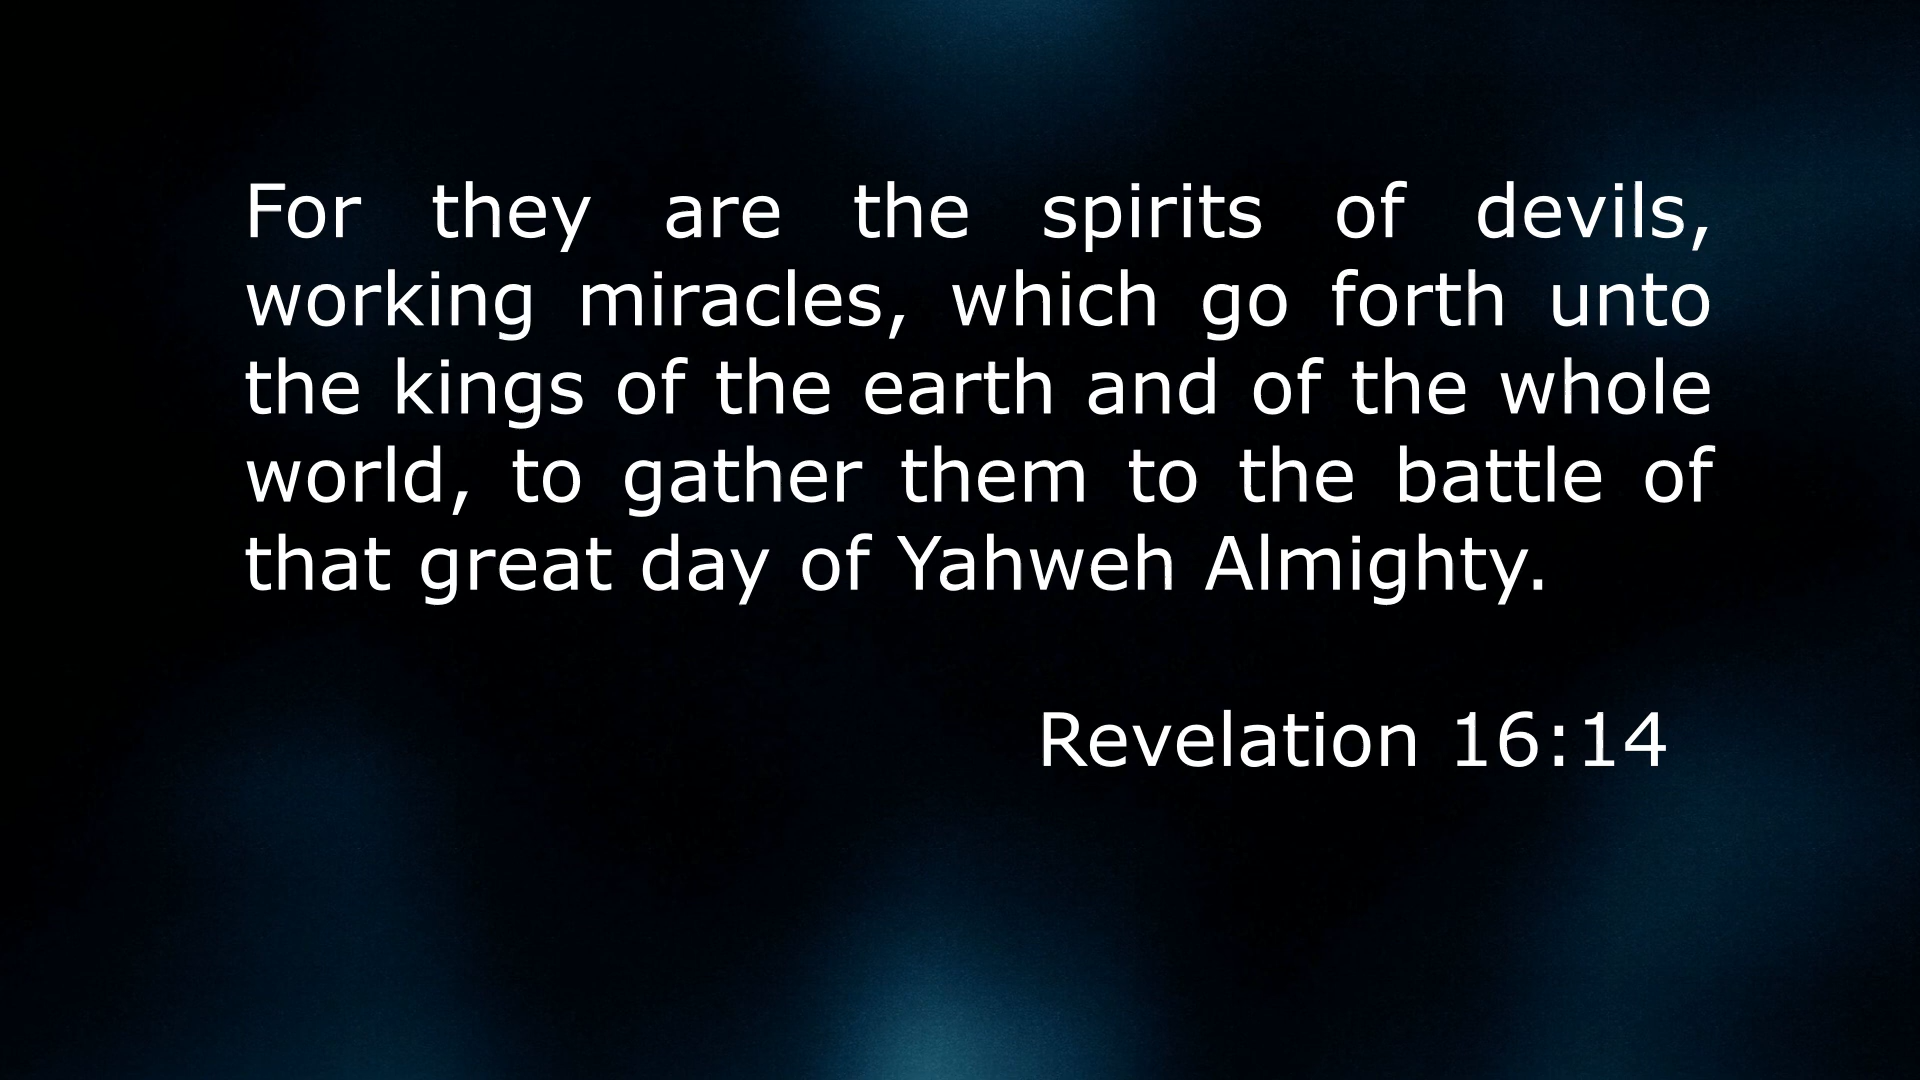 For they are the spirits of devils,
working miracles, which go forth unto
the kings of the earth and of the whole
world, to gather them to the battle of
that great day of Yahweh Almighty.
Revelation 16:14